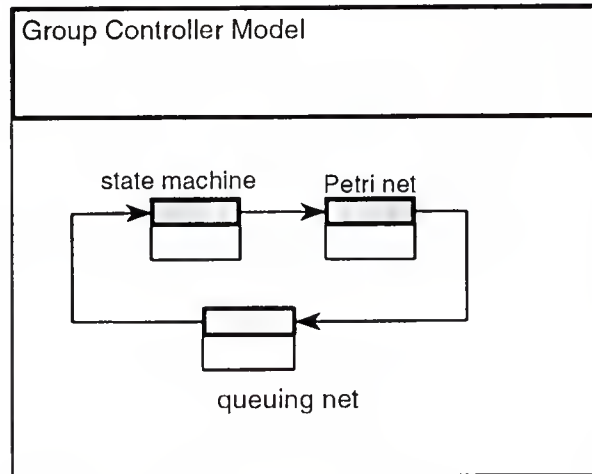 Group Controller Model
state machine
Petri net
queuing net